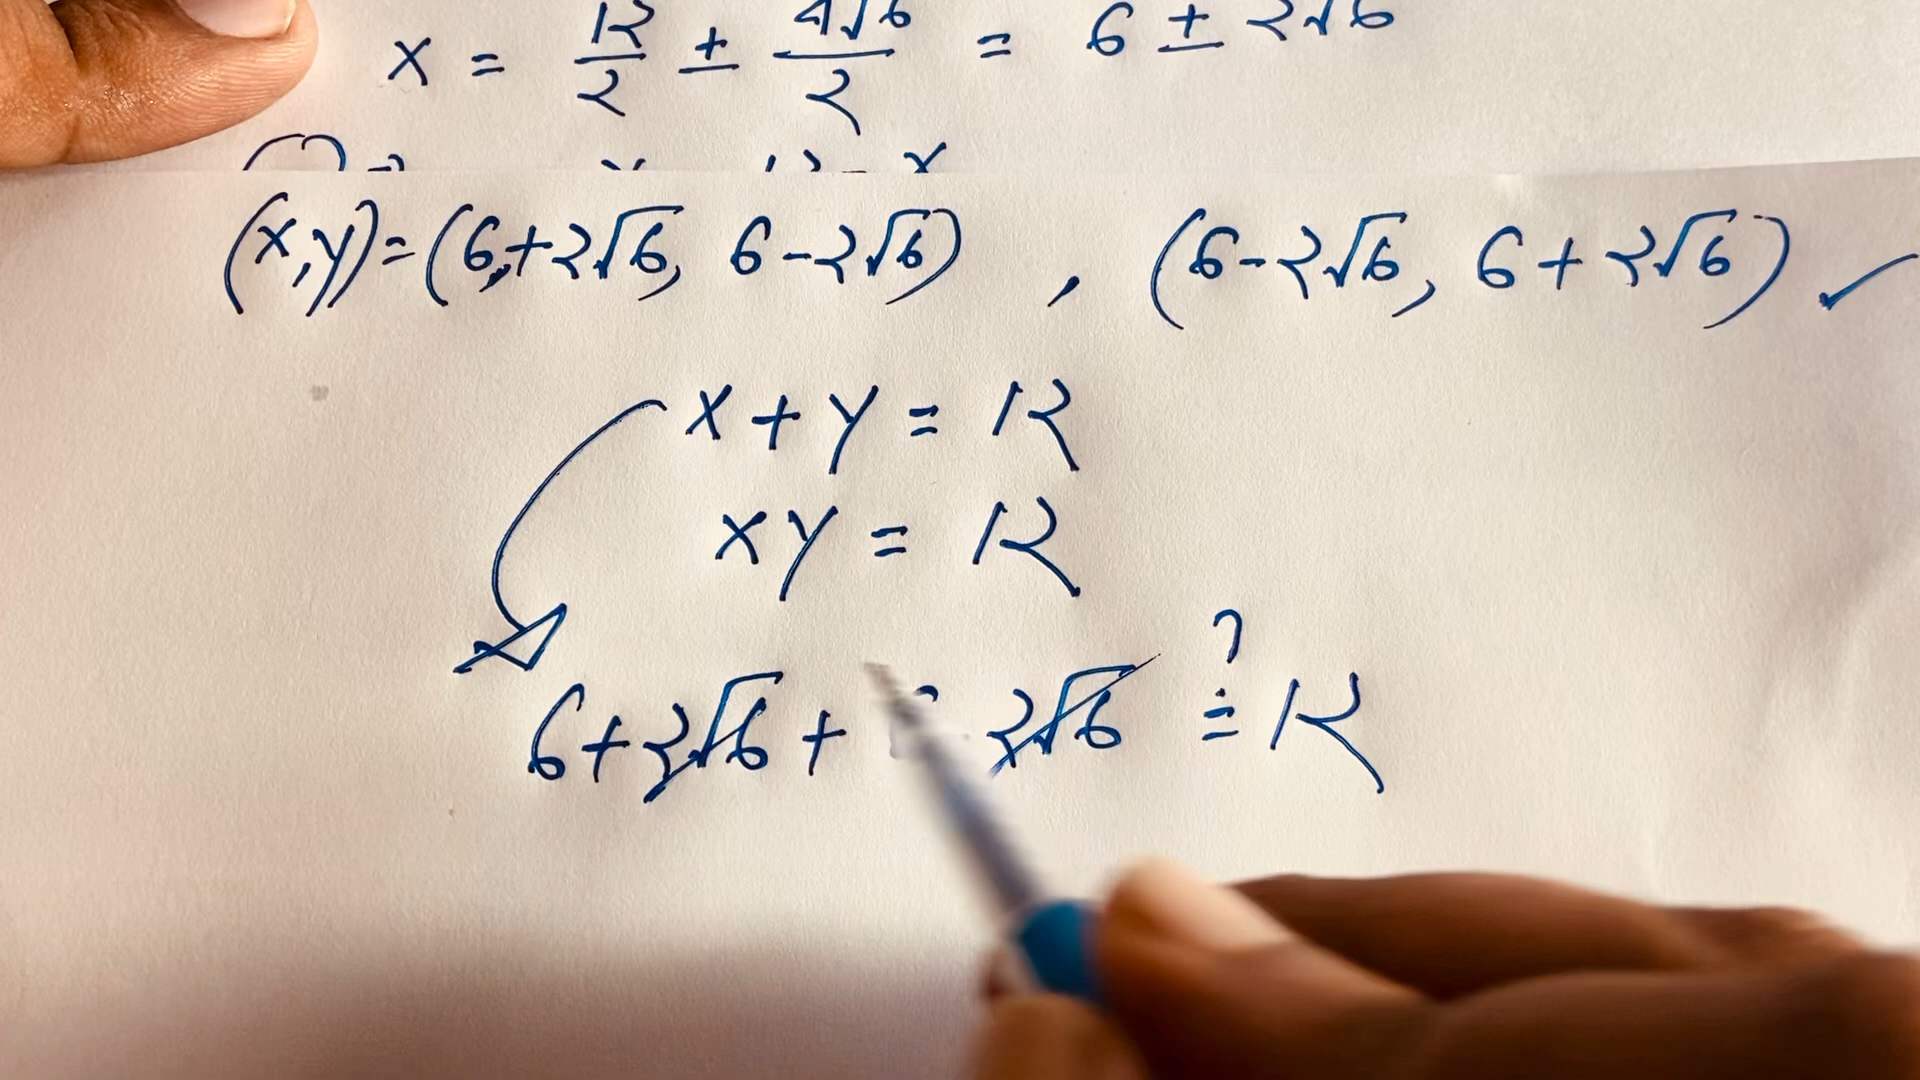 x = 12/2 ± 4√6/2 = 6 ± 2√6
(x,y)=(6+2√6, 6-2√6) , (6-2√6, 6+2√6) ✓
x + y = 12
xy = 12
?
6+2√6+ 2√6 = 12